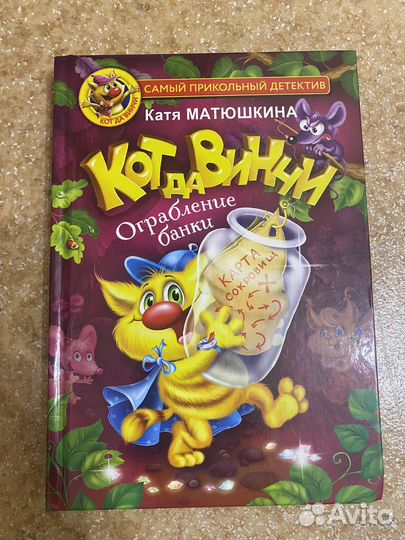 САМЫЙ ПРИКОЛЬНЫЙ ДЕТЕКТИВ
КОТ ДА ВИНЧИ
Катя МАТЮШКИНА
КОТ ДА ВИНЧИ
Ограбление
банки
КАРТА
СОКРОВИЩ
Avito